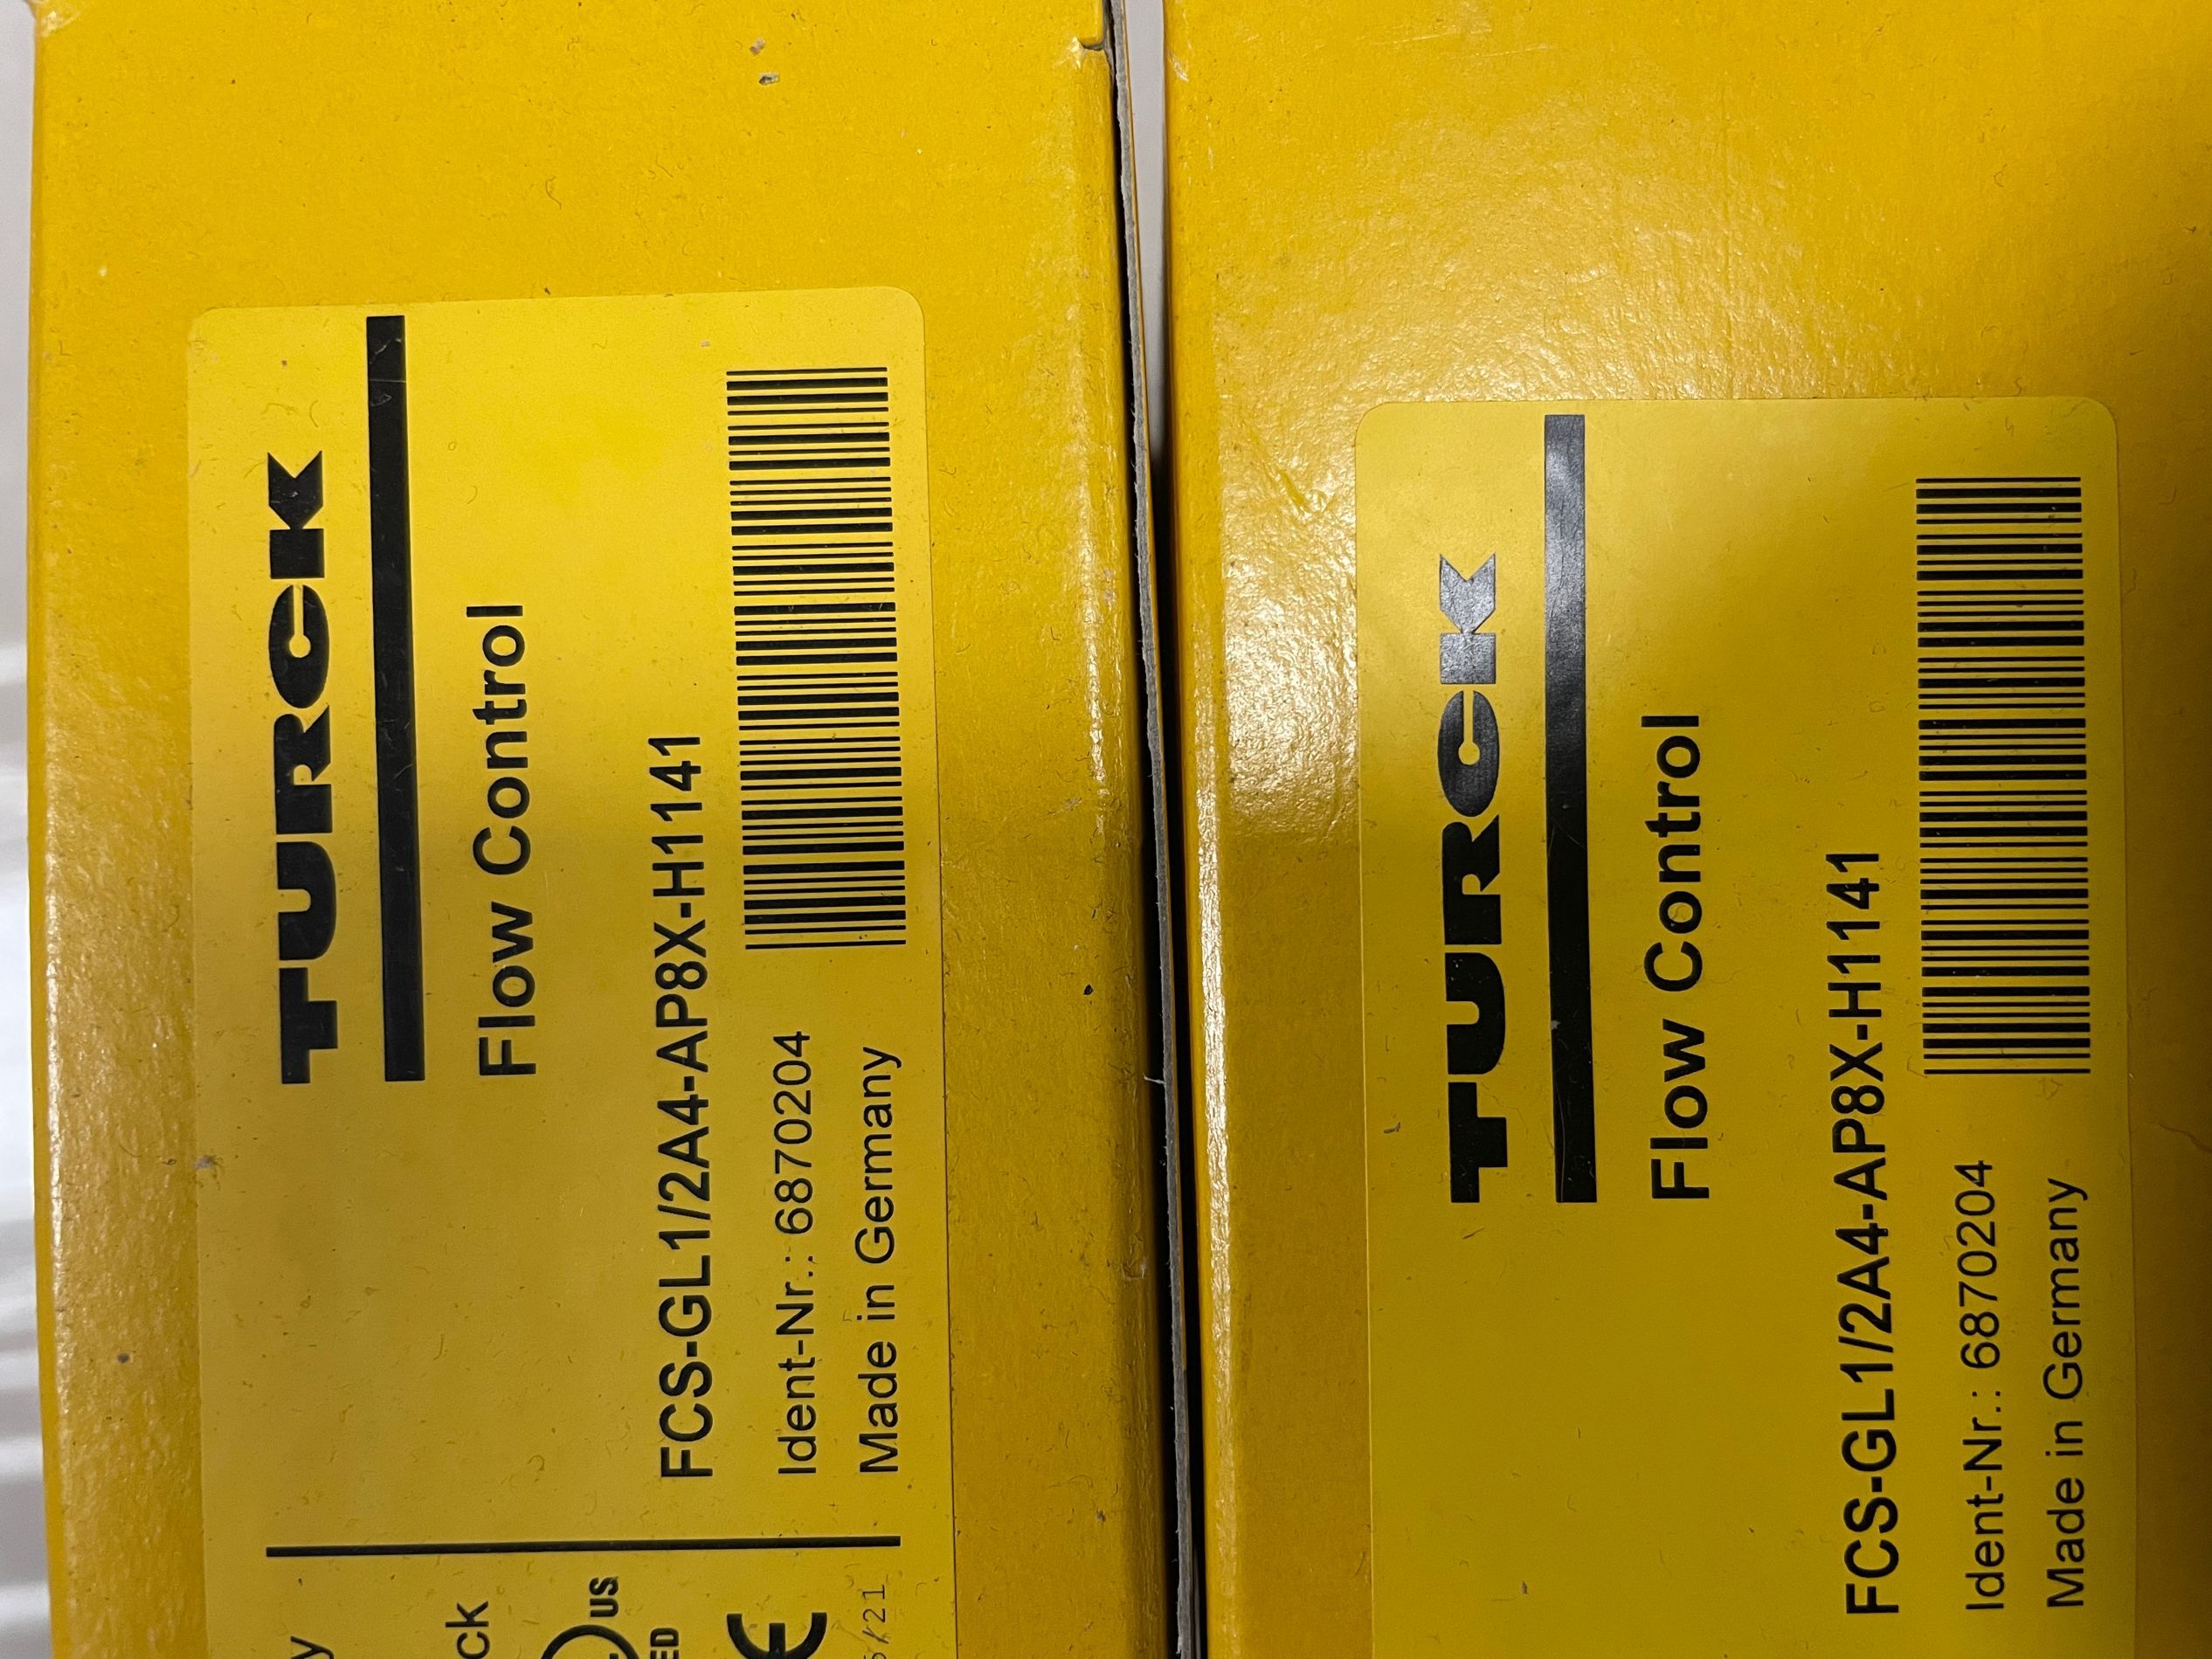 TURCK
Flow Control
FCS-GL1/2A4-AP8X-H1141
Ident-Nr.: 6870204
Made in Germany
US
TURCK
Flow Control
FCS-GL1/2A4-AP8X-H1141
Ident-Nr.: 6870204
Made in Germany